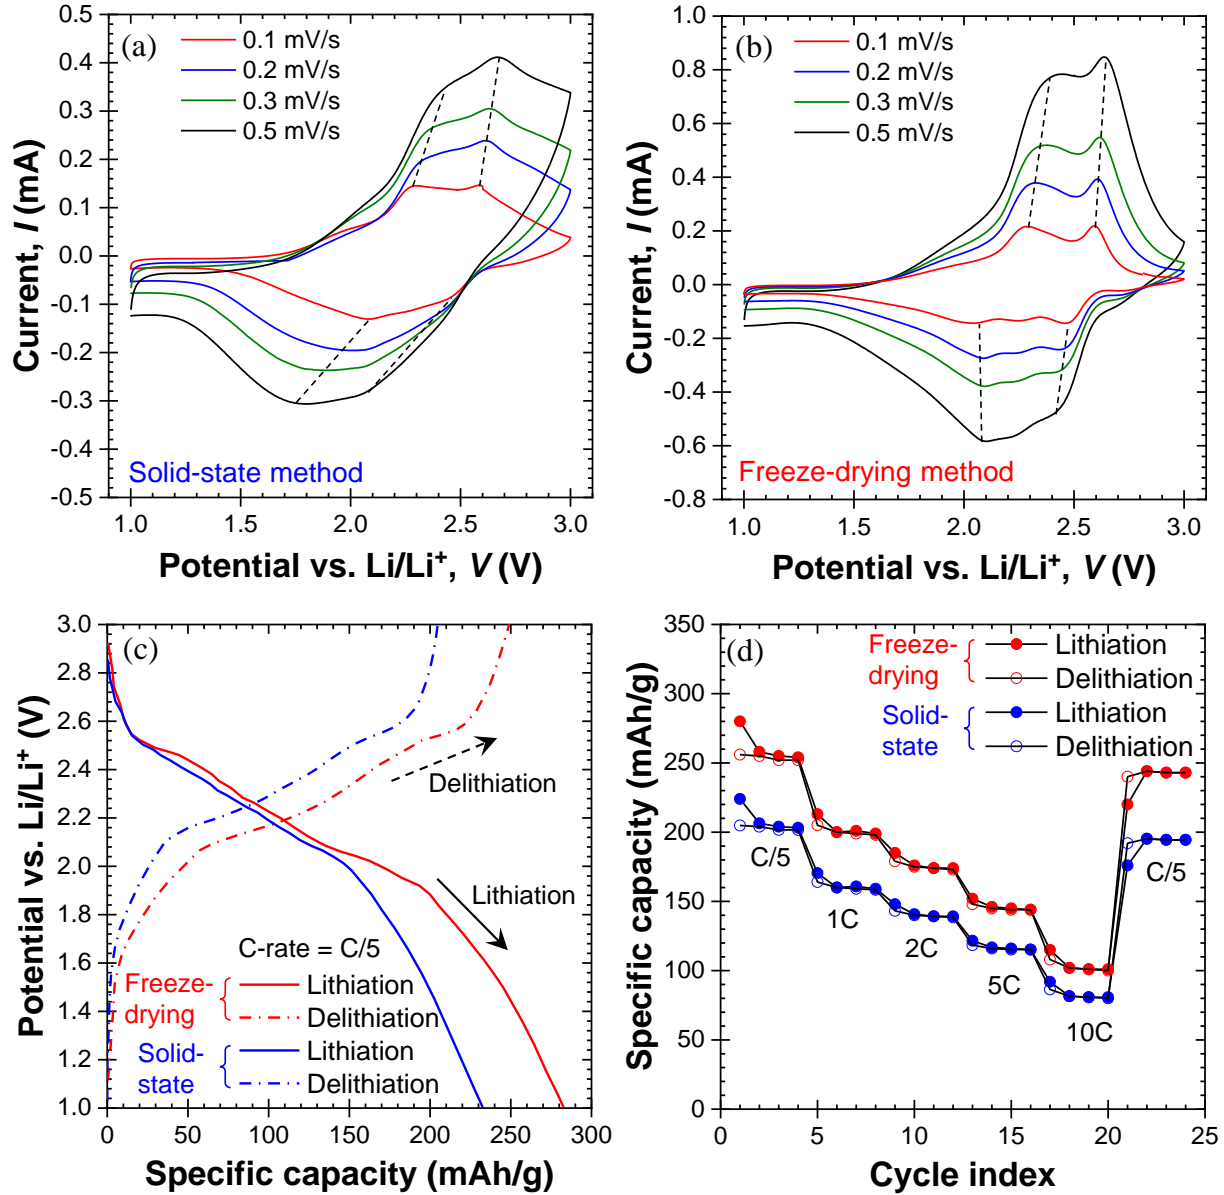 (a)
0.1 mV/s
0.2 mV/s
0.3 mV/s
0.5 mV/s
0.5
0.4
0.3
0.2
0.1
0.0
-0.1
-0.2
-0.3
-0.4
-0.5
Current, I (mA)
Solid-state method
1.0 1.5 2.0 2.5 3.0
Potential vs. Li/Li⁺, V (V)
(b)
0.1 mV/s
0.2 mV/s
0.3 mV/s
0.5 mV/s
1.0
0.8
0.6
0.4
0.2
0.0
-0.2
-0.4
-0.6
-0.8
Current, I (mA)
Freeze-drying method
1.0 1.5 2.0 2.5 3.0
Potential vs. Li/Li⁺, V (V)
(c)
3.0
2.8
2.6
2.4
2.2
2.0
1.8
1.6
1.4
1.2
1.0
Potential vs. Li/Li⁺ (V)
Delithiation
Lithiation
C-rate = C/5
Freeze-
drying
Lithiation
Delithiation
Solid-
state
Lithiation
Delithiation
0 50 100 150 200 250 300
Specific capacity (mAh/g)
(d)
350
300
250
200
150
100
50
0
Specific capacity (mAh/g)
Freeze-
drying
Lithiation
Delithiation
Solid-
state
Lithiation
Delithiation
C/5
1C
2C
5C
10C
C/5
0 5 10 15 20 25
Cycle index